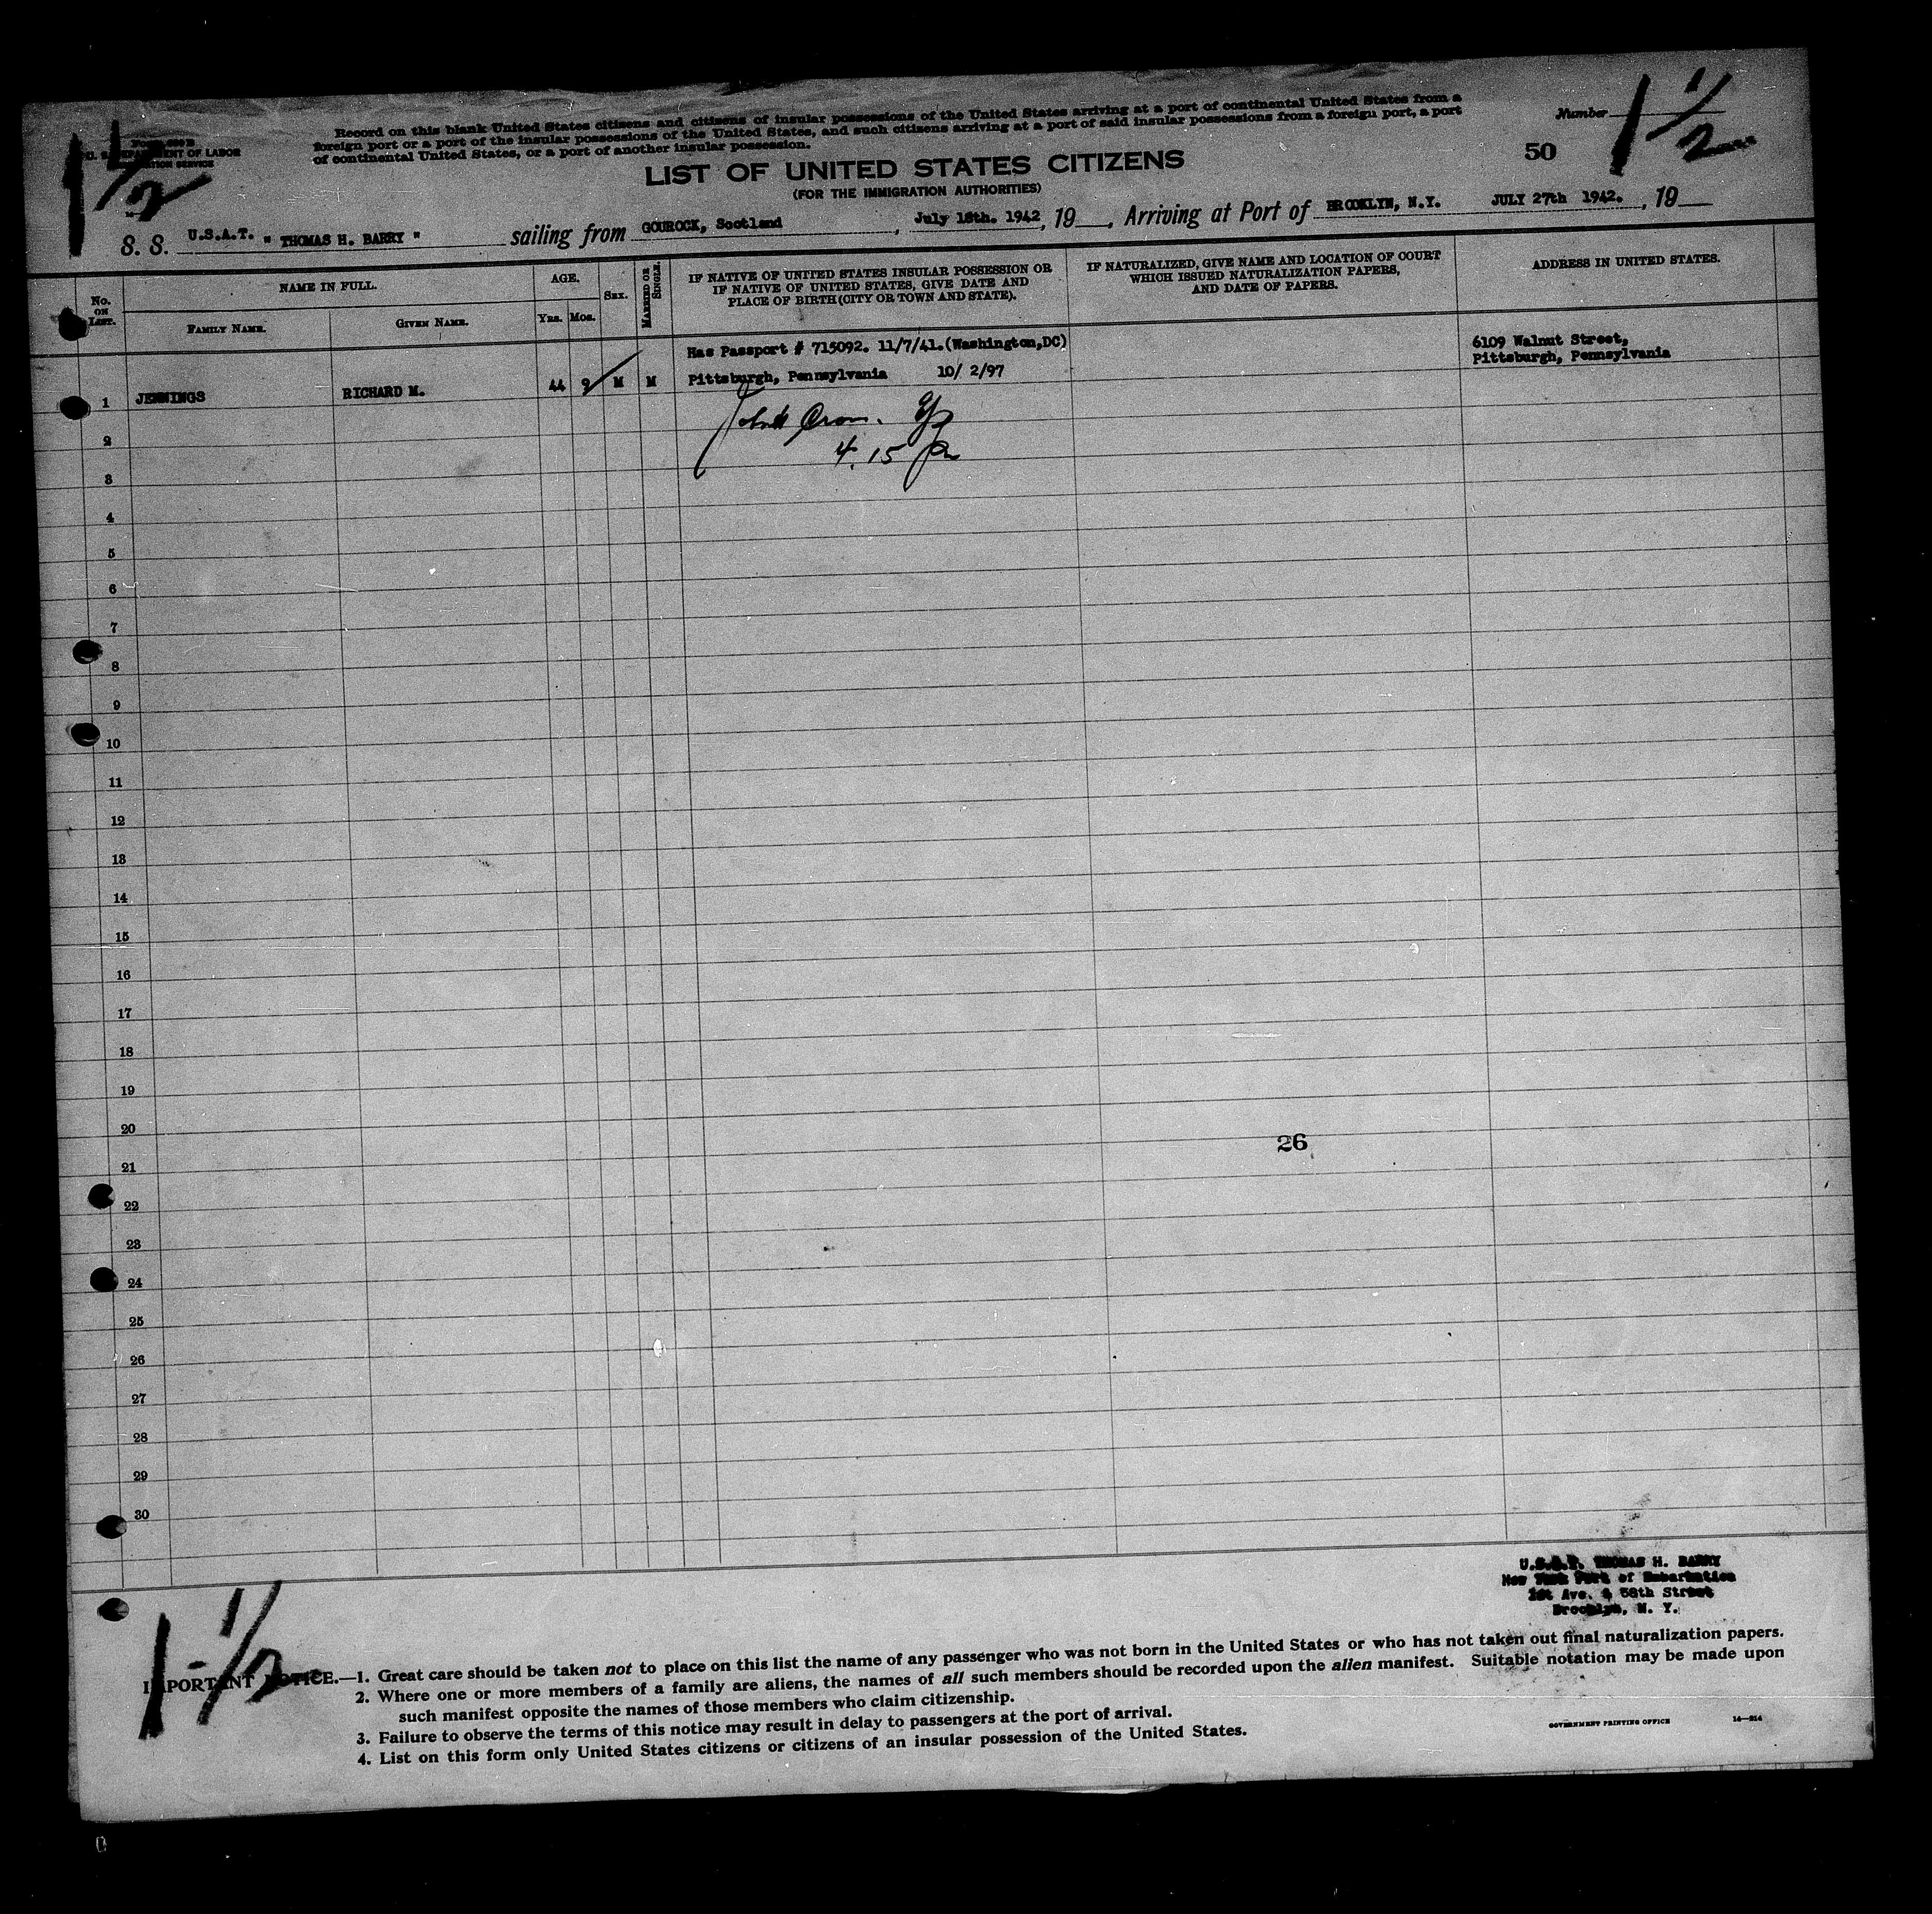 Record on this blank United States citizens and citizens of insular possessions of the United States arriving at a port of continental United States from a
foreign port or a port of the insular possessions of the United States, and such citizens arriving at a port of said insular possessions from a foreign port, a port
of continental United States, or a port of another insular possession.
Number 1 1/2
1 1/2
DEPARTMENT OF LABOR
50
LIST OF UNITED STATES CITIZENS
(FOR THE IMMIGRATION AUTHORITIES)
S. S. U.S.A.T. " THOMAS H. BARRY " sailing from GOUROCK, Scotland, July 18th. 1942, 19__, Arriving at Port of BROOKLYN, N.Y. JULY 27th 1942., 19__
No. ON LIST.
NAME IN FULL.
FAMILY NAME.
GIVEN NAME.
AGE.
YRS. MOS.
SEX.
MARRIED OR SINGLE.
IF NATIVE OF UNITED STATES INSULAR POSSESSION OR
IF NATIVE OF UNITED STATES, GIVE DATE AND
PLACE OF BIRTH (CITY OR TOWN AND STATE).
IF NATURALIZED, GIVE NAME AND LOCATION OF COURT
WHICH ISSUED NATURALIZATION PAPERS,
AND DATE OF PAPERS.
ADDRESS IN UNITED STATES.
Has Passport # 715092. 11/7/41.(Washington,DC)
6109 Walnut Street,
Pittsburgh, Pennsylvania
1 JENNINGS RICHARD M. 44 9 M M Pittsburgh, Pennsylvania 10/ 2/97
2
4. 15
3
4
5
6
7
8
9
10
11
12
13
14
15
16
17
18
19
20
26
21
22
23
24
25
26
27
28
29
30
U.S.A.T. THOMAS H. BARRY
New York Port of Embarkation
1st Ave. & 58th Street
Brooklyn, N. Y.
1 1/2
IMPORTANT NOTICE.—1. Great care should be taken not to place on this list the name of any passenger who was not born in the United States or who has not taken out final naturalization papers.
2. Where one or more members of a family are aliens, the names of all such members should be recorded upon the alien manifest. Suitable notation may be made upon
such manifest opposite the names of those members who claim citizenship.
3. Failure to observe the terms of this notice may result in delay to passengers at the port of arrival.
4. List on this form only United States citizens or citizens of an insular possession of the United States.
GOVERNMENT PRINTING OFFICE 14—214